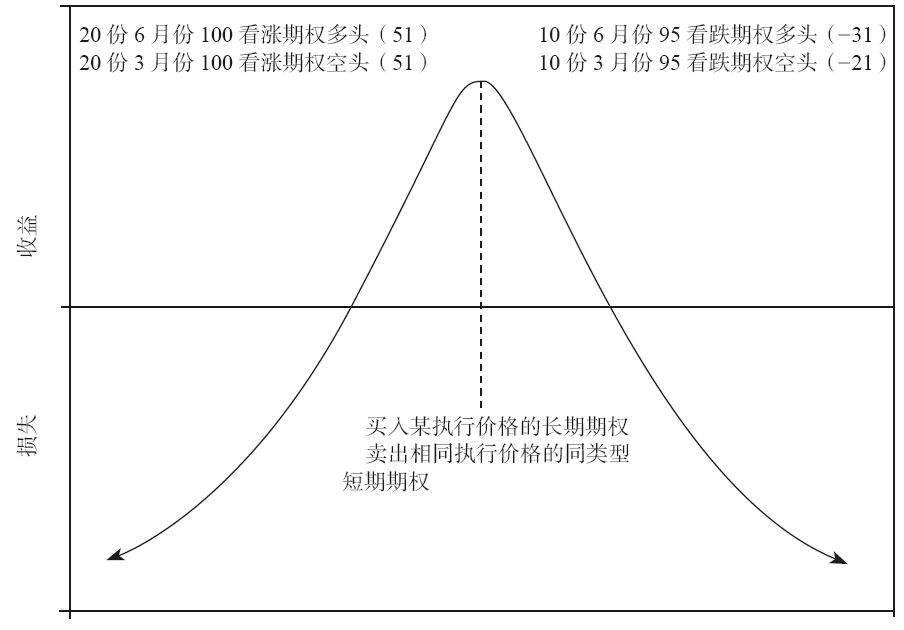 20 份 6 月份 100 看涨期权多头（51）
20 份 3 月份 100 看涨期权空头（51）
10 份 6 月份 95 看跌期权多头（−31）
10 份 3 月份 95 看跌期权空头（−21）
收益
损失
买入某执行价格的长期期权
卖出相同执行价格的同类型
短期期权